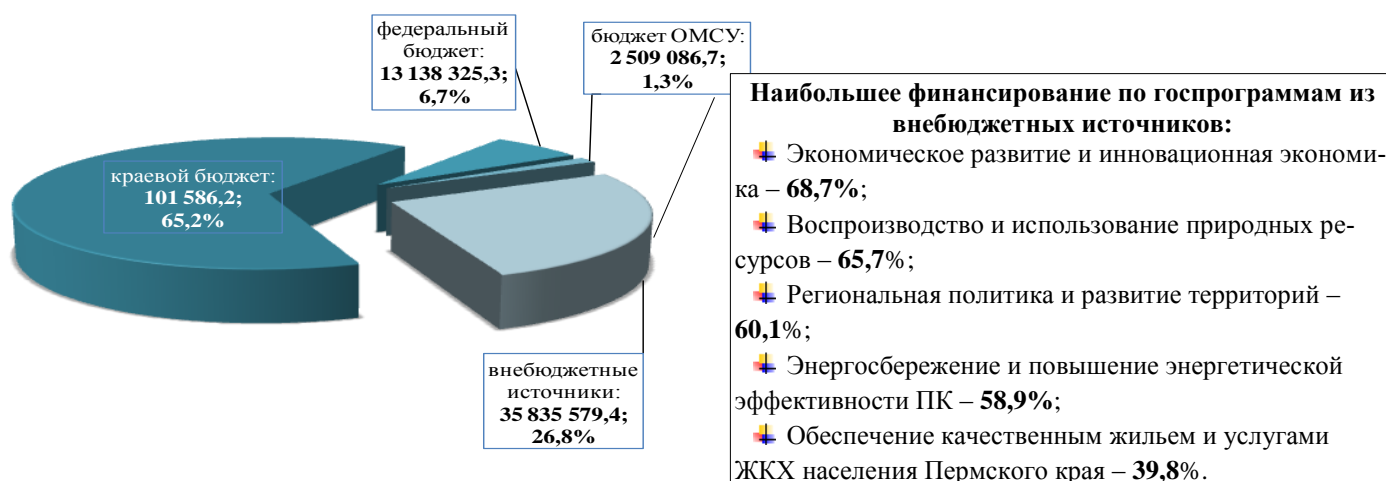 федеральный
бюджет:
13 138 325,3;
6,7%
бюджет ОМСУ:
2 509 086,7;
1,3%
краевой бюджет:
101 586,2;
65,2%
внебюджетные
источники:
35 835 579,4;
26,8%
Наибольшее финансирование по госпрограммам из
внебюджетных источников:
Экономическое развитие и инновационная экономи-
ка – 68,7%;
Воспроизводство и использование природных ре-
сурсов – 65,7%;
Региональная политика и развитие территорий –
60,1%;
Энергосбережение и повышение энергетической
эффективности ПК – 58,9%;
Обеспечение качественным жильем и услугами
ЖКХ населения Пермского края – 39,8%.